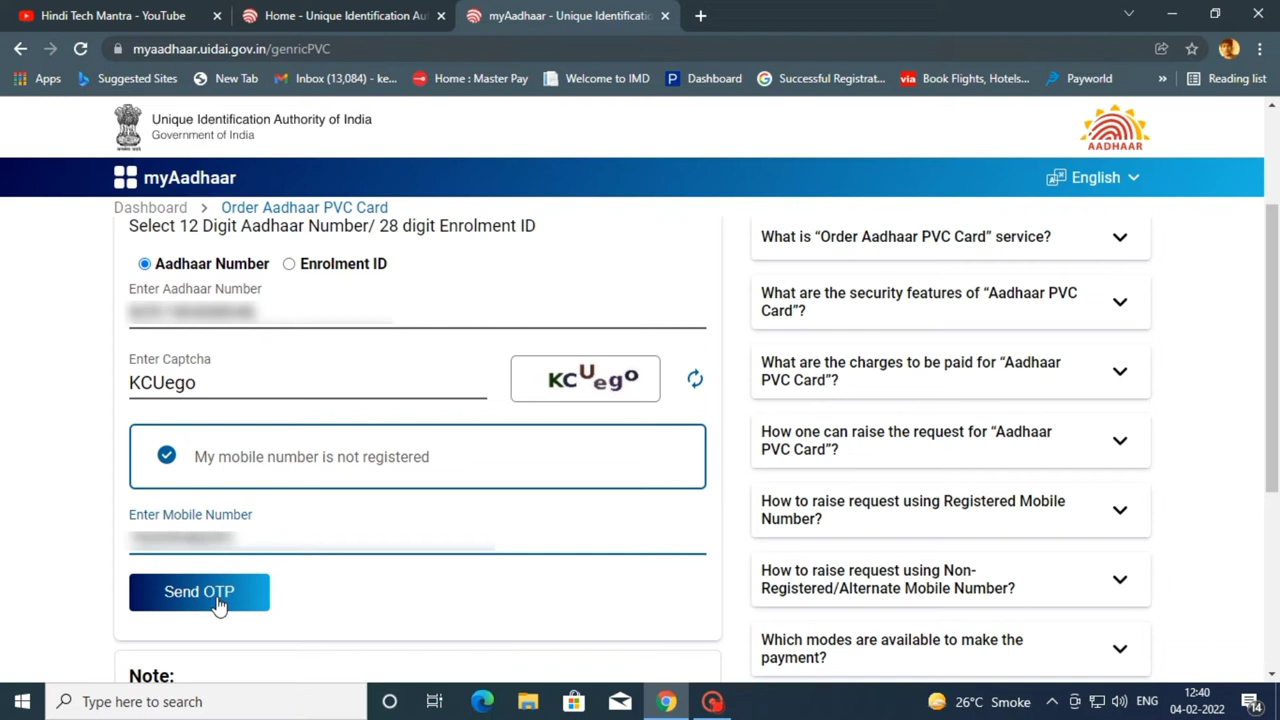 Hindi Tech Mantra - YouTube
Home - Unique Identification Au
myAadhaar - Unique Identificatio
myaadhaar.uidai.gov.in/genricPVC
Apps
Suggested Sites
New Tab
Inbox (13,084) - ke...
Home : Master Pay
Welcome to IMD
Dashboard
Successful Registrat...
via Book Flights, Hotels...
Payworld
»
Reading list
Unique Identification Authority of India
Government of India
AADHAAR
myAadhaar
English
Dashboard > Order Aadhaar PVC Card
Select 12 Digit Aadhaar Number/ 28 digit Enrolment ID
Aadhaar Number Enrolment ID
Enter Aadhaar Number
Enter Captcha
KCUego
KCUego
My mobile number is not registered
Enter Mobile Number
Send OTP
Note:
What is “Order Aadhaar PVC Card” service?
What are the security features of “Aadhaar PVC
Card”?
What are the charges to be paid for “Aadhaar
PVC Card”?
How one can raise the request for “Aadhaar
PVC Card”?
How to raise request using Registered Mobile
Number?
How to raise request using Non-
Registered/Alternate Mobile Number?
Which modes are available to make the
payment?
Type here to search
26°C Smoke
ENG
12:40
04-02-2022
14